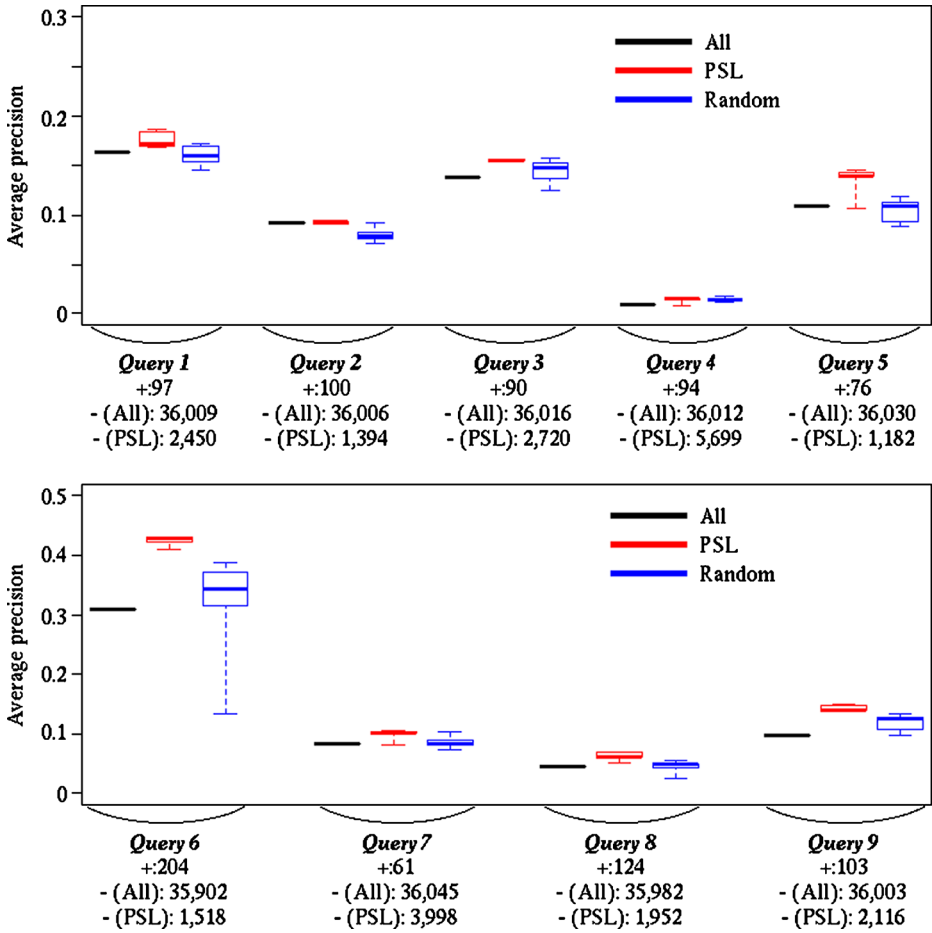 0.3
All
PSL
Random
0.2
0.1
0
Average precision
Query 1 Query 2 Query 3 Query 4 Query 5
+:97 +:100 +:90 +:94 +:76
- (All): 36,009 - (All): 36,006 - (All): 36,016 - (All): 36,012 - (All): 36,030
- (PSL): 2,450 - (PSL): 1,394 - (PSL): 2,720 - (PSL): 5,699 - (PSL): 1,182
0.5
All
PSL
Random
0.4
0.3
0.2
0.1
0
Average precision
Query 6 Query 7 Query 8 Query 9
+:204 +:61 +:124 +:103
- (All): 35,902 - (All): 36,045 - (All): 35,982 - (All): 36,003
- (PSL): 1,518 - (PSL): 3,998 - (PSL): 1,952 - (PSL): 2,116